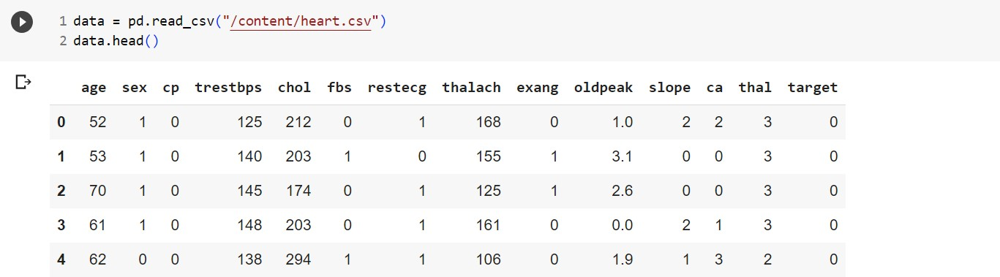 1 data = pd.read_csv("/content/heart.csv")
2 data.head()
age sex cp trestbps chol fbs restecg thalach exang oldpeak slope ca thal target
0 52 1 0 125 212 0 1 168 0 1.0 2 2 3 0
1 53 1 0 140 203 1 0 155 1 3.1 0 0 3 0
2 70 1 0 145 174 0 1 125 1 2.6 0 0 3 0
3 61 1 0 148 203 0 1 161 0 0.0 2 1 3 0
4 62 0 0 138 294 1 1 106 0 1.9 1 3 2 0